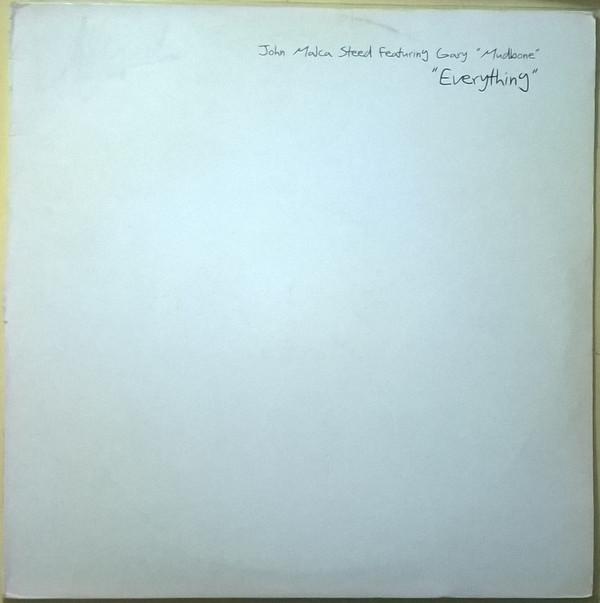 John Malca Steed Featuring Gary "Mudbone"
"Everything"